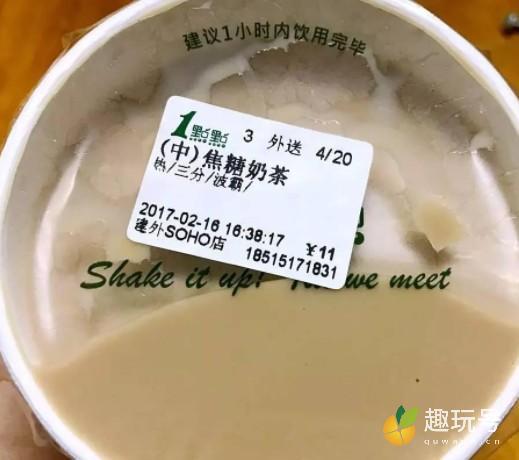 建议1小时内饮用完毕
1點點 3 外送 4/20
(中)焦糖奶茶
热/三分/波霸/
2017-02-16 16:38:17 ¥11
建外SOHO店 18515171831
Shake it up! we meet
趣玩号